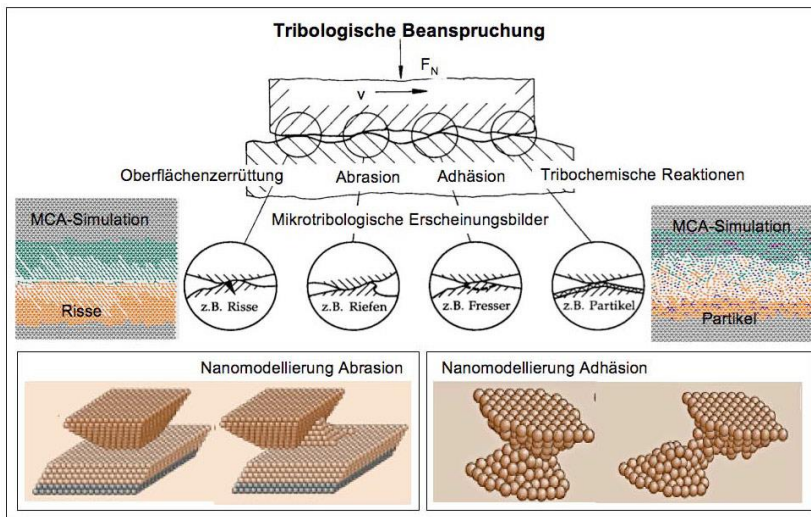 Tribologische Beanspruchung
F_N
v
Oberflächenzerrüttung
Abrasion
Adhäsion
Tribochemische Reaktionen
MCA-Simulation
Mikrotribologische Erscheinungsbilder
MCA-Simulation
Risse
z.B. Risse
z.B. Riefen
z.B. Fresser
z.B. Partikel
Partikel
Nanomodellierung Abrasion
Nanomodellierung Adhäsion